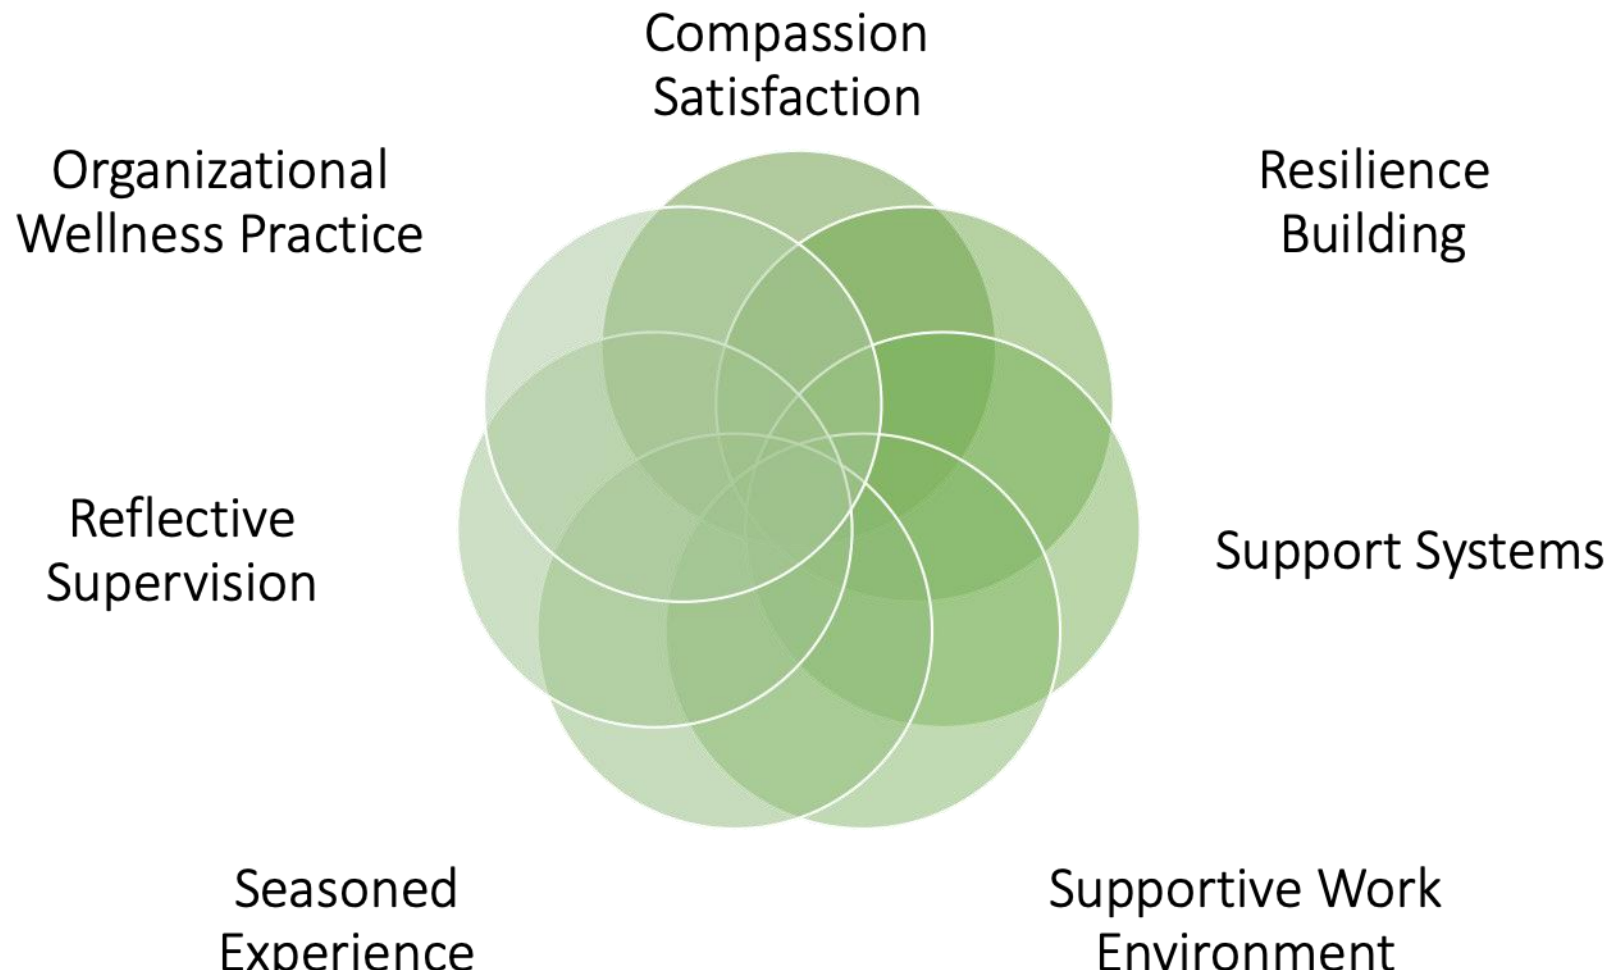 Compassion
Satisfaction
Organizational
Wellness Practice
Resilience
Building
Reflective
Supervision
Support Systems
Seasoned
Experience
Supportive Work
Environment